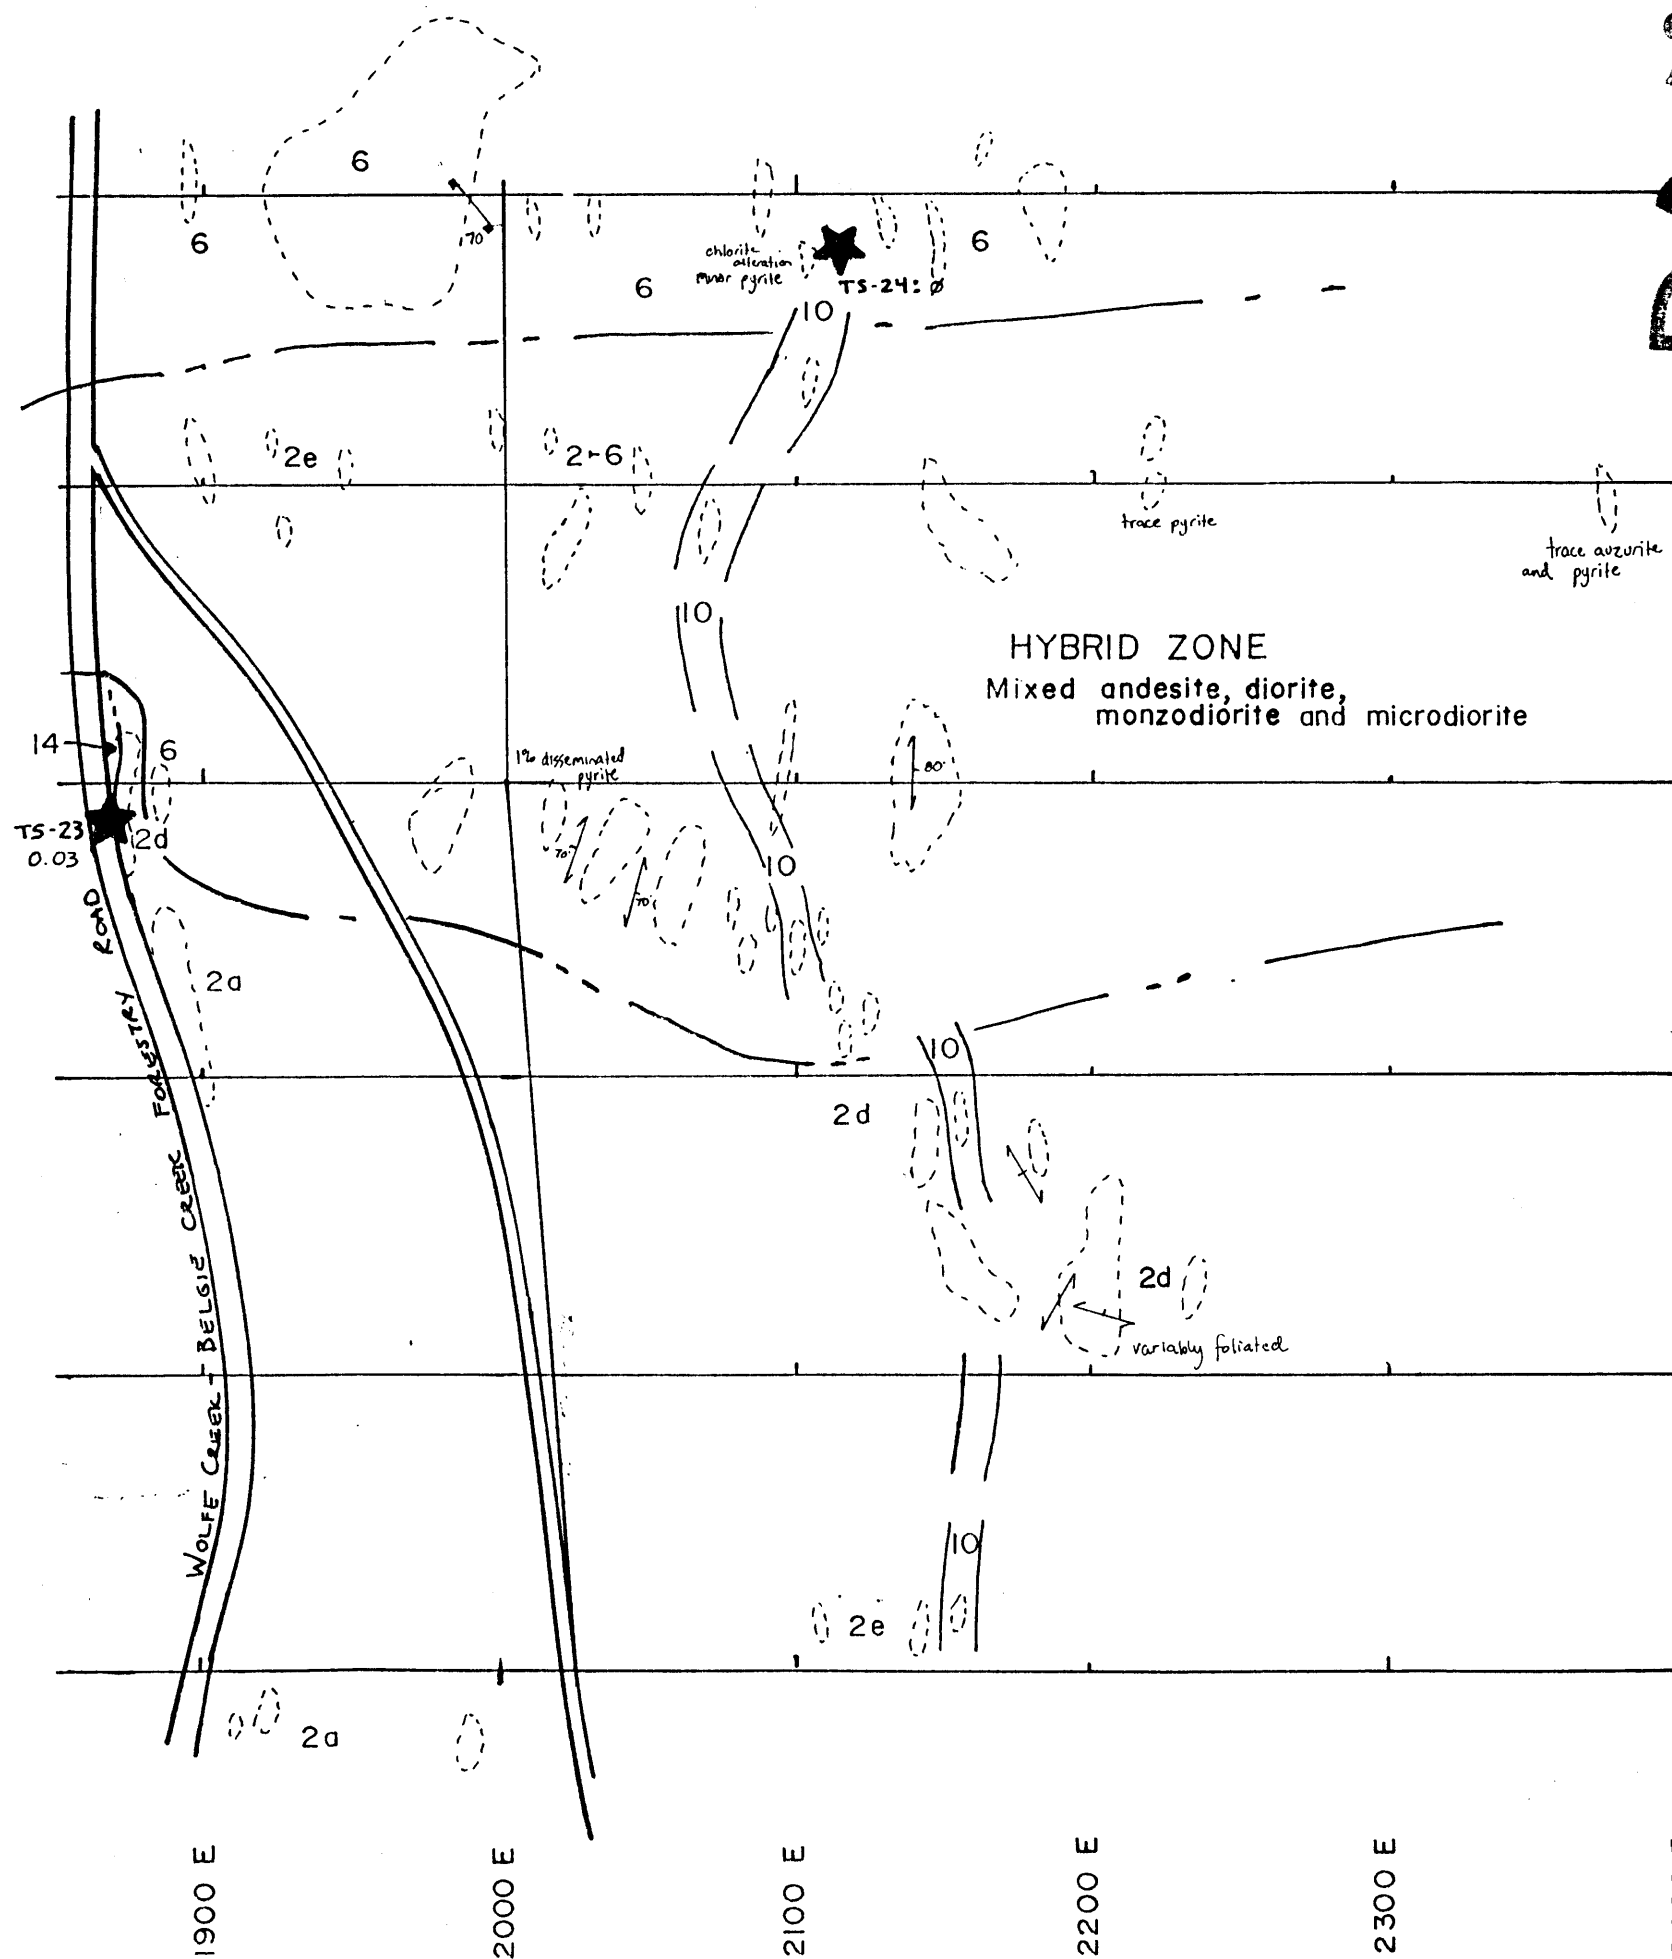 6
6
70
chlorite
alteration
minor pyrite
6
6
TS-24: Ø
10
2e
2-6
trace pyrite
trace auzurite
and pyrite
10
HYBRID ZONE
Mixed andesite, diorite,
monzodiorite and microdiorite
14
6
1% disseminated
pyrite
80°
TS-23
0.03
2d
70°
70°
10
2a
10
2d
2d
variably foliated
WOLFE CREEK - BELGIE CREEK FORESTRY ROAD
10
2e
2a
1900 E
2000 E
2100 E
2200 E
2300 E